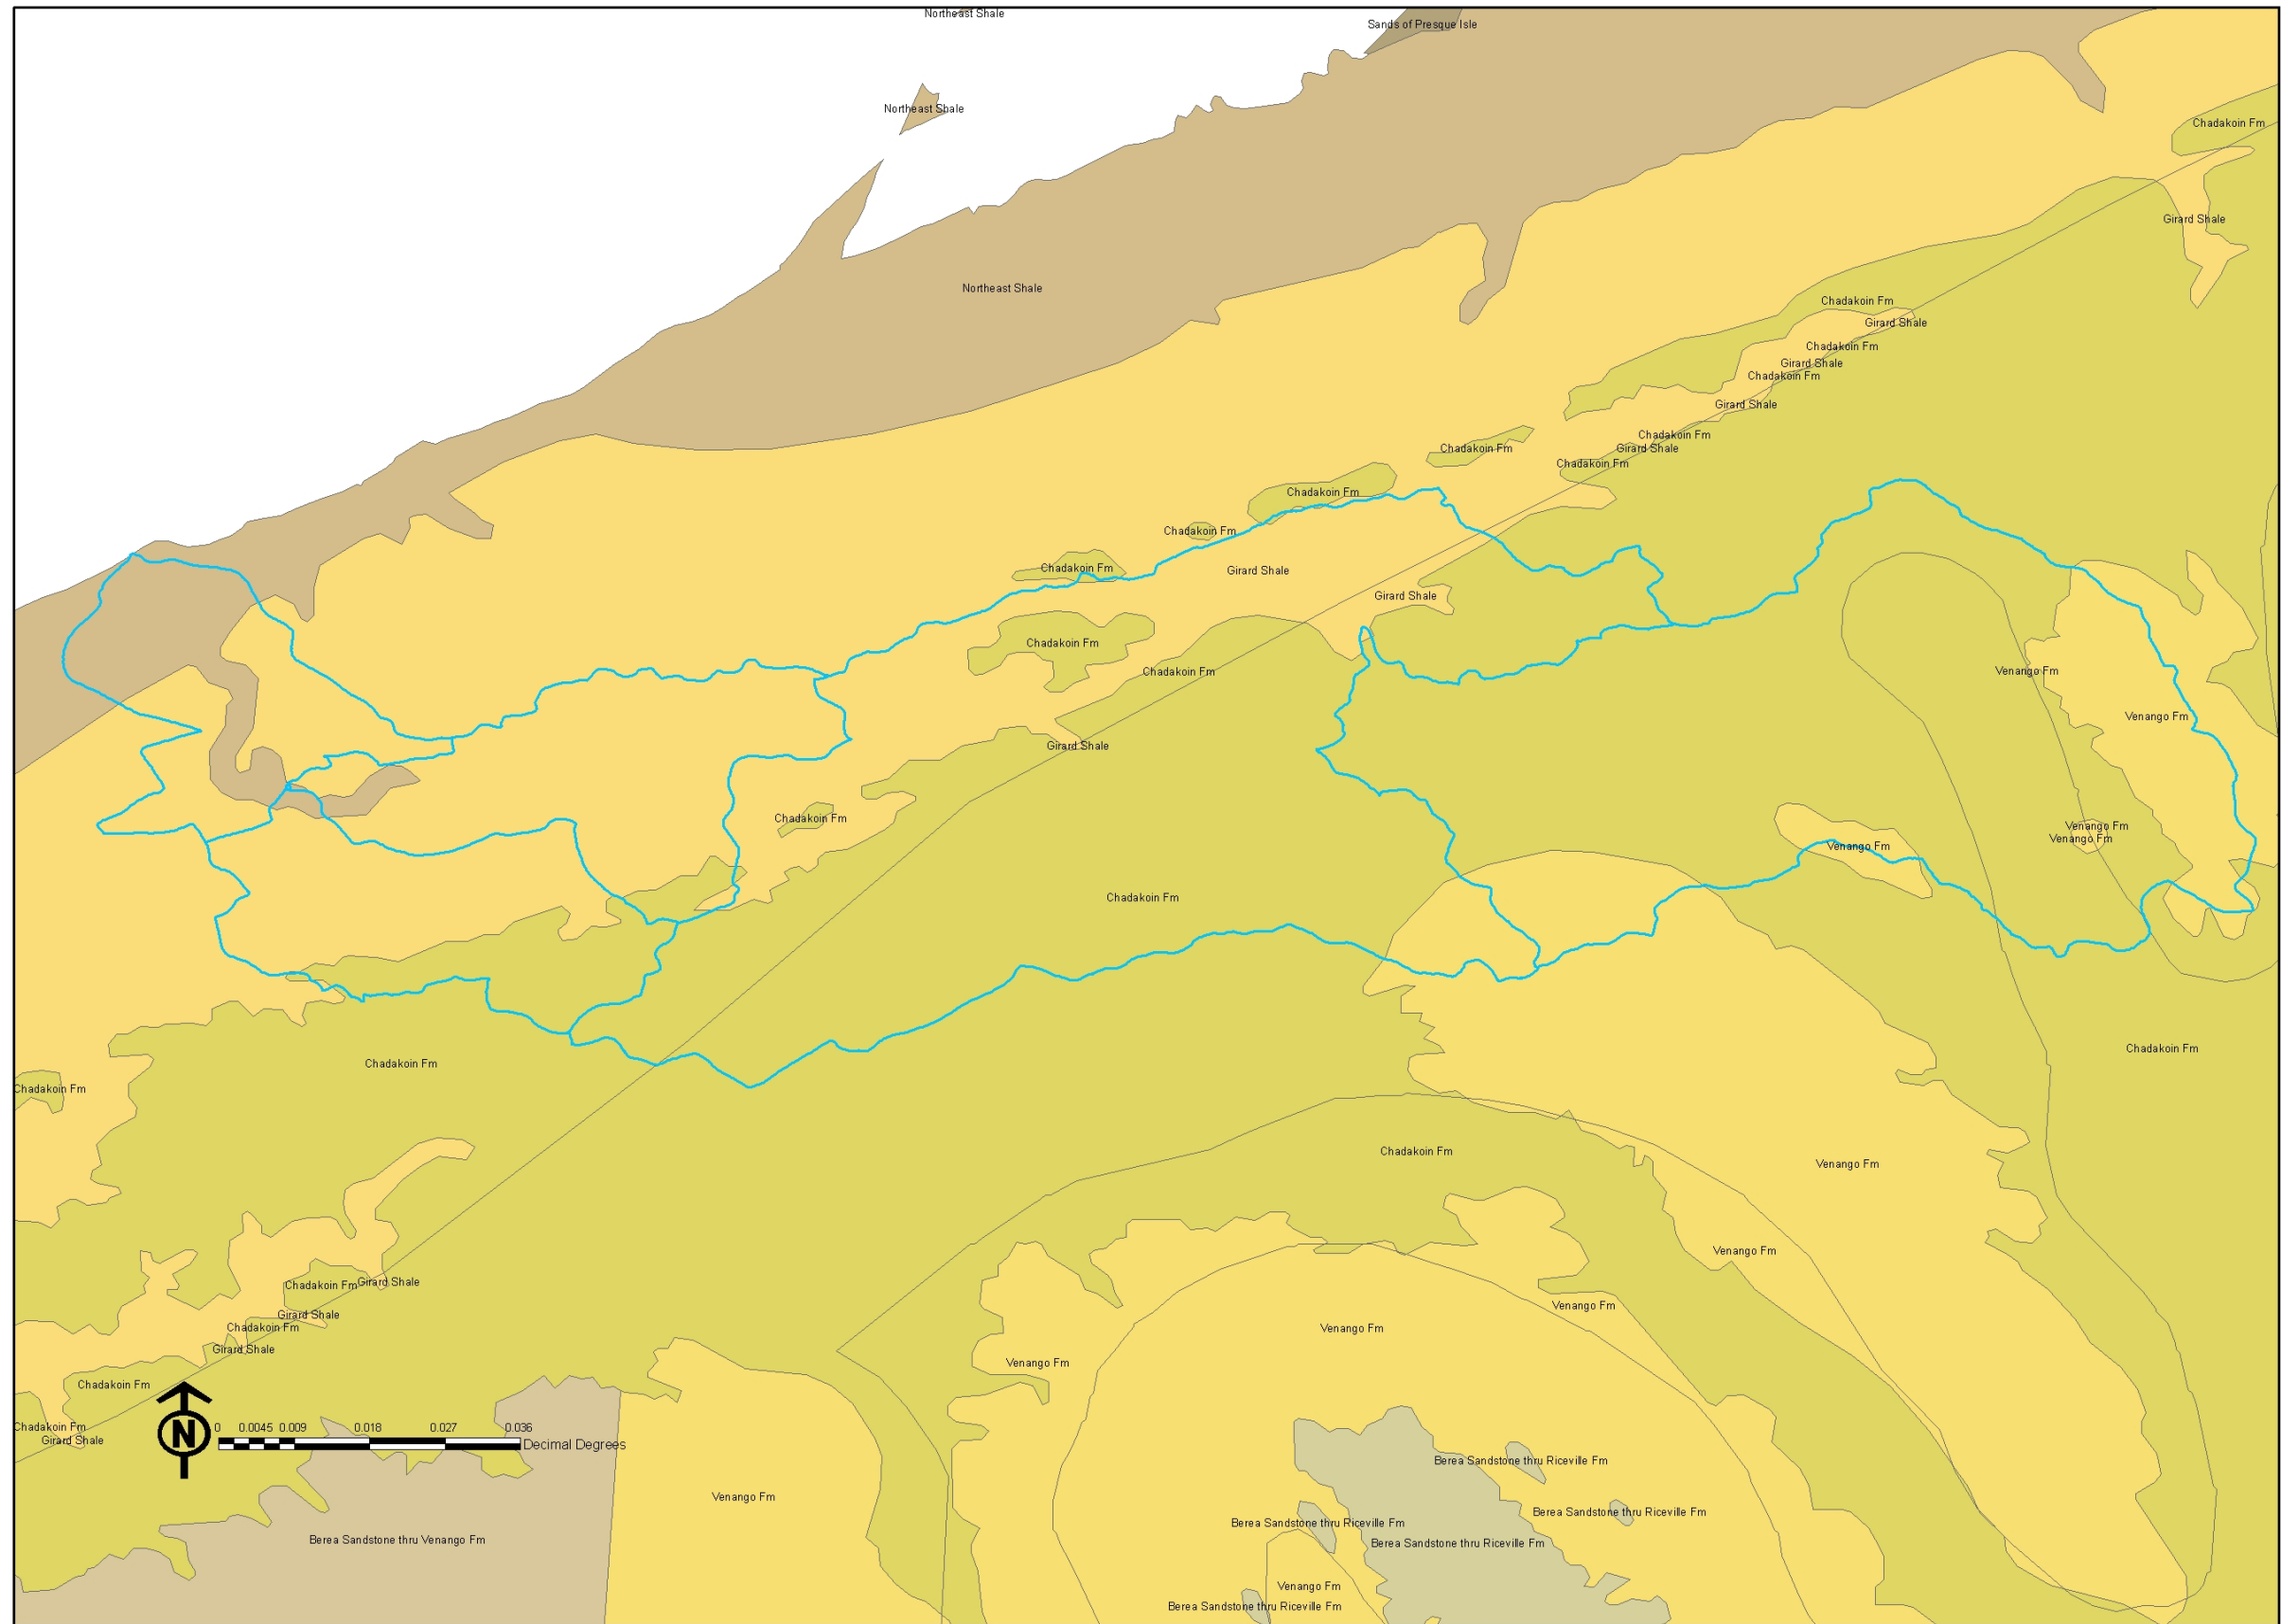 Northeast Shale
Sands of Presque Isle
Northeast Shale
Chadakoin Fm
Girard Shale
Northeast Shale
Chadakoin Fm
Girard Shale
Chadakoin Fm
Girard Shale
Chadakoin Fm
Girard Shale
Chadakoin Fm
Chadakoin Fm
Girard Shale
Chadakoin Fm
Chadakoin Fm
Chadakoin Fm
Chadakoin Fm
Girard Shale
Girard Shale
Chadakoin Fm
Chadakoin Fm
Venango Fm
Venango Fm
Girard Shale
Chadakoin Fm
Venango Fm
Venango Fm
Venango Fm
Chadakoin Fm
Chadakoin Fm
Chadakoin Fm
Chadakoin Fm
Chadakoin Fm
Venango Fm
Venango Fm
Chadakoin Fm
Girard Shale
Venango Fm
Girard Shale
Chadakoin Fm
Venango Fm
Girard Shale
Venango Fm
Chadakoin Fm
Chadakoin Fm
Girard Shale
N
0 0.0045 0.009 0.018 0.027 0.036
Decimal Degrees
Berea Sandstone thru Riceville Fm
Venango Fm
Berea Sandstone thru Riceville Fm
Berea Sandstone thru Riceville Fm
Berea Sandstone thru Venango Fm
Berea Sandstone thru Riceville Fm
Venango Fm
Berea Sandstone thru Riceville Fm